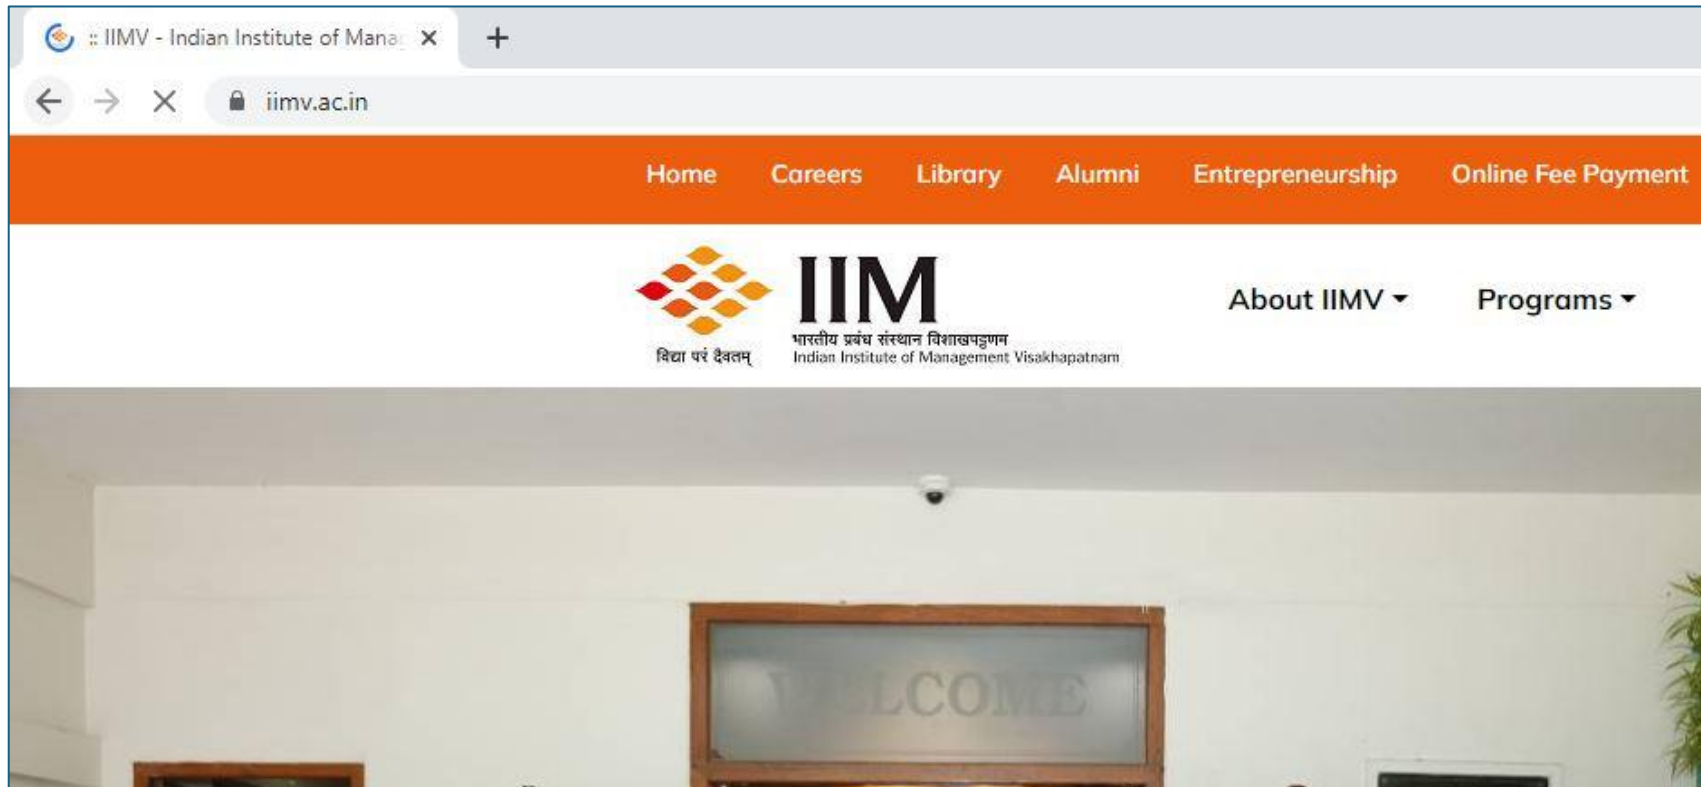 :: IIMV - Indian Institute of Mana
iimv.ac.in
Home Careers Library Alumni Entrepreneurship Online Fee Payment
IIM
भारतीय प्रबंध संस्थान विशाखपट्टणम
Indian Institute of Management Visakhapatnam
विद्या परं दैवतम्
About IIMV Programs
WELCOME